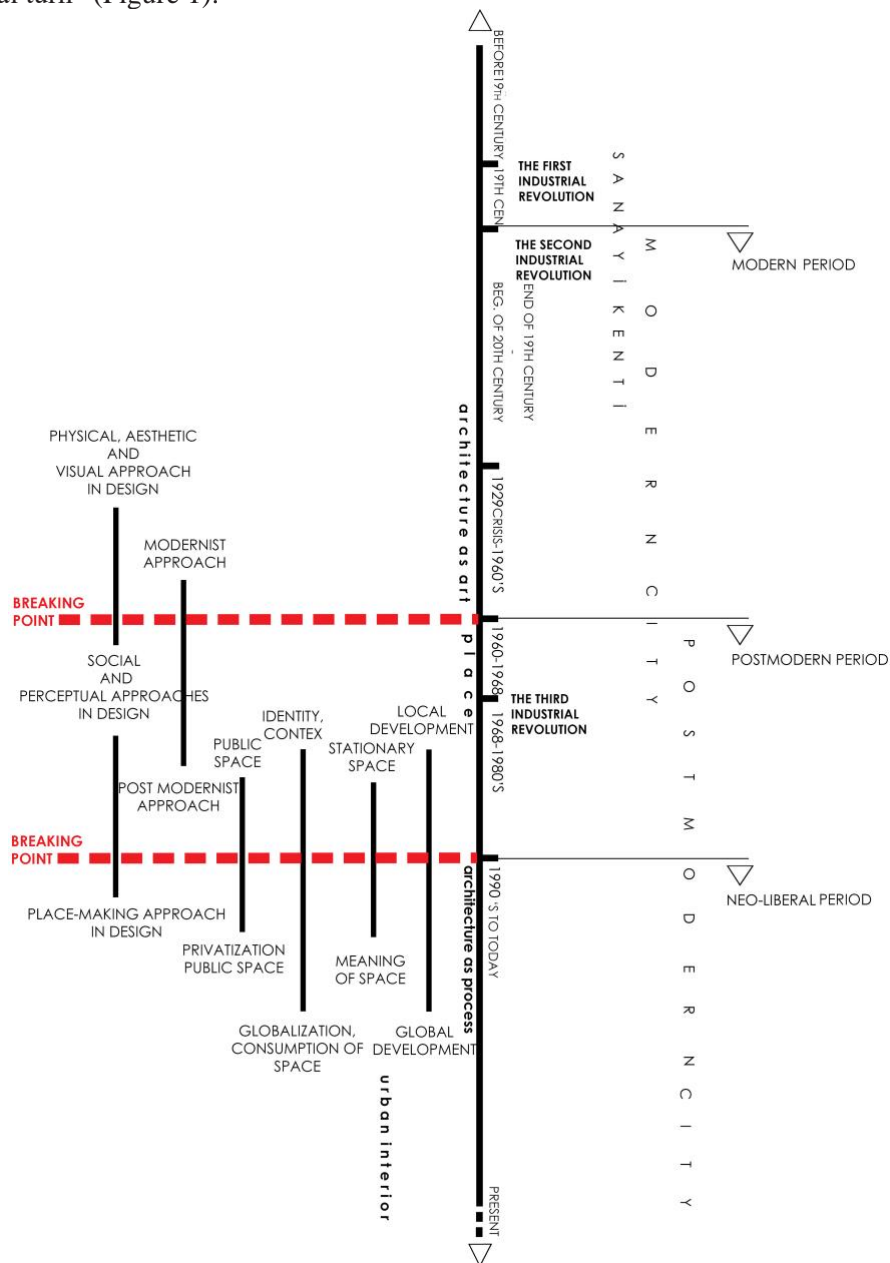 al turn" (Figure 1).
BEFORE 19TH CENTURY
19TH CEN
THE FIRST
INDUSTRIAL
REVOLUTION
SANAYİ KENTİ
THE SECOND
INDUSTRIAL
REVOLUTION
MODERN CITY
MODERN PERIOD
BEG. OF 20TH CENTURY
END OF 19TH CENTURY
architecture as art
PHYSICAL, AESTHETIC
AND
VISUAL APPROACH
IN DESIGN
MODERNIST
APPROACH
1929CRISIS-1960'S
BREAKING
POINT
place
1960-1968
POSTMODERN PERIOD
POSTMODERN CITY
SOCIAL
AND
PERCEPTUAL APPROACHES
IN DESIGN
THE THIRD
INDUSTRIAL
REVOLUTION
1968-1980'S
LOCAL
DEVELOPMENT
IDENTITY,
CONTEX
STATIONARY
SPACE
PUBLIC
SPACE
POST MODERNIST
APPROACH
BREAKING
POINT
architecture as process
1990 'S TO TODAY
NEO-LIBERAL PERIOD
PLACE-MAKING APPROACH
IN DESIGN
PRIVATIZATION
PUBLIC SPACE
MEANING
OF SPACE
GLOBALIZATION,
CONSUMPTION OF
SPACE
GLOBAL
DEVELOPMENT
urban interior
PRESENT